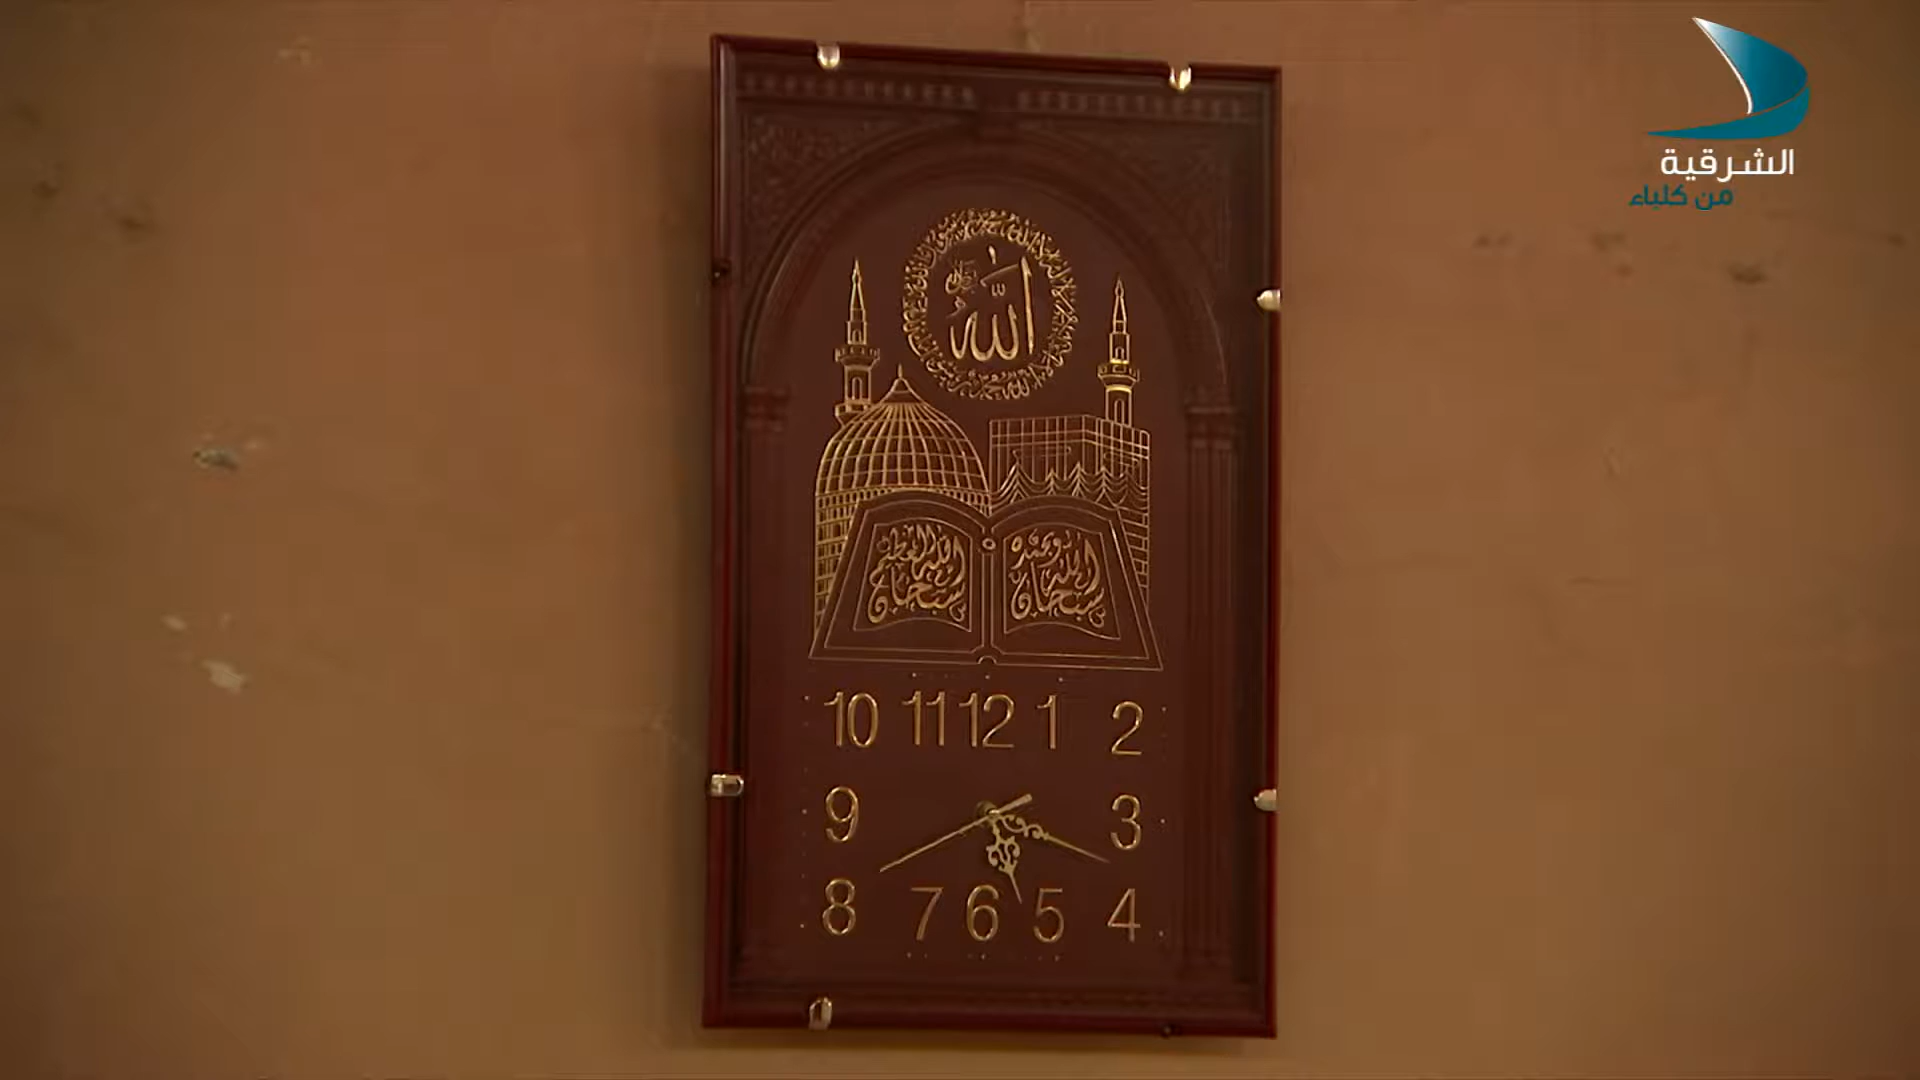 الشرقية
من كلباء
الله
سبحان الله وبحمده
سبحان الله العظيم
10 11 12 1 2
9 3
8 7 6 5 4